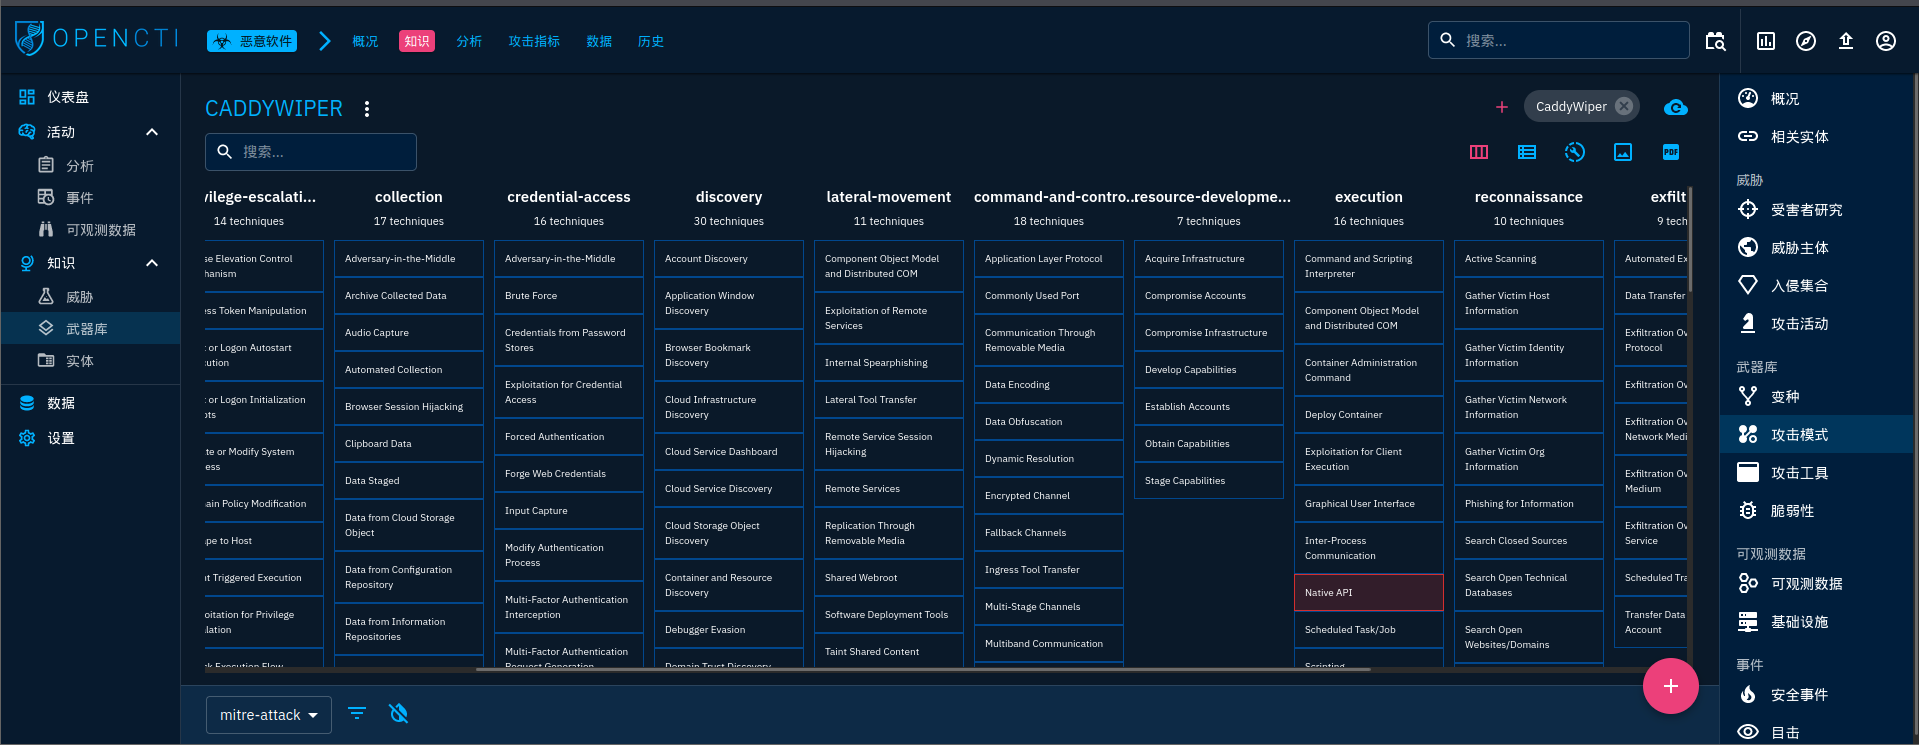 OPENCTI
恶意软件
概况
知识
分析
攻击指标
数据
历史
搜索...
仪表盘
活动
分析
事件
可观测数据
知识
威胁
武器库
实体
数据
设置
CADDYWIPER
CaddyWiper
搜索...
PDF
vilege-escalati...
14 techniques
se Elevation Control
hanism
ess Token Manipulation
t or Logon Autostart
cution
t or Logon Initialization
pts
te or Modify System
ess
ain Policy Modification
pe to Host
t Triggered Execution
oitation for Privilege
lation
k Execution Flow
collection
17 techniques
Adversary-in-the-Middle
Archive Collected Data
Audio Capture
Automated Collection
Browser Session Hijacking
Clipboard Data
Data Staged
Data from Cloud Storage
Object
Data from Configuration
Repository
Data from Information
Repositories
credential-access
16 techniques
Adversary-in-the-Middle
Brute Force
Credentials from Password
Stores
Exploitation for Credential
Access
Forced Authentication
Forge Web Credentials
Input Capture
Modify Authentication
Process
Multi-Factor Authentication
Interception
Multi-Factor Authentication
Request Generation
discovery
30 techniques
Account Discovery
Application Window
Discovery
Browser Bookmark
Discovery
Cloud Infrastructure
Discovery
Cloud Service Dashboard
Cloud Service Discovery
Cloud Storage Object
Discovery
Container and Resource
Discovery
Debugger Evasion
Domain Trust Discovery
lateral-movement
11 techniques
Component Object Model
and Distributed COM
Exploitation of Remote
Services
Internal Spearphishing
Lateral Tool Transfer
Remote Service Session
Hijacking
Remote Services
Replication Through
Removable Media
Shared Webroot
Software Deployment Tools
Taint Shared Content
command-and-contro...
18 techniques
Application Layer Protocol
Commonly Used Port
Communication Through
Removable Media
Data Encoding
Data Obfuscation
Dynamic Resolution
Encrypted Channel
Fallback Channels
Ingress Tool Transfer
Multi-Stage Channels
Multiband Communication
resource-developme...
7 techniques
Acquire Infrastructure
Compromise Accounts
Compromise Infrastructure
Develop Capabilities
Establish Accounts
Obtain Capabilities
Stage Capabilities
execution
16 techniques
Command and Scripting
Interpreter
Component Object Model
and Distributed COM
Container Administration
Command
Deploy Container
Exploitation for Client
Execution
Graphical User Interface
Inter-Process
Communication
Native API
Scheduled Task/Job
Scripting
reconnaissance
10 techniques
Active Scanning
Gather Victim Host
Information
Gather Victim Identity
Information
Gather Victim Network
Information
Gather Victim Org
Information
Phishing for Information
Search Closed Sources
Search Open Technical
Databases
Search Open
Websites/Domains
exfilt
9 tech
Automated Ex
Data Transfer
Exfiltration Ov
Protocol
Exfiltration Ov
Exfiltration Ov
Network Medi
Exfiltration Ov
Medium
Exfiltration Ov
Service
Scheduled Tra
Transfer Data
Account
mitre-attack
概况
相关实体
威胁
受害者研究
威胁主体
入侵集合
攻击活动
武器库
变种
攻击模式
攻击工具
脆弱性
可观测数据
可观测数据
基础设施
事件
安全事件
目击